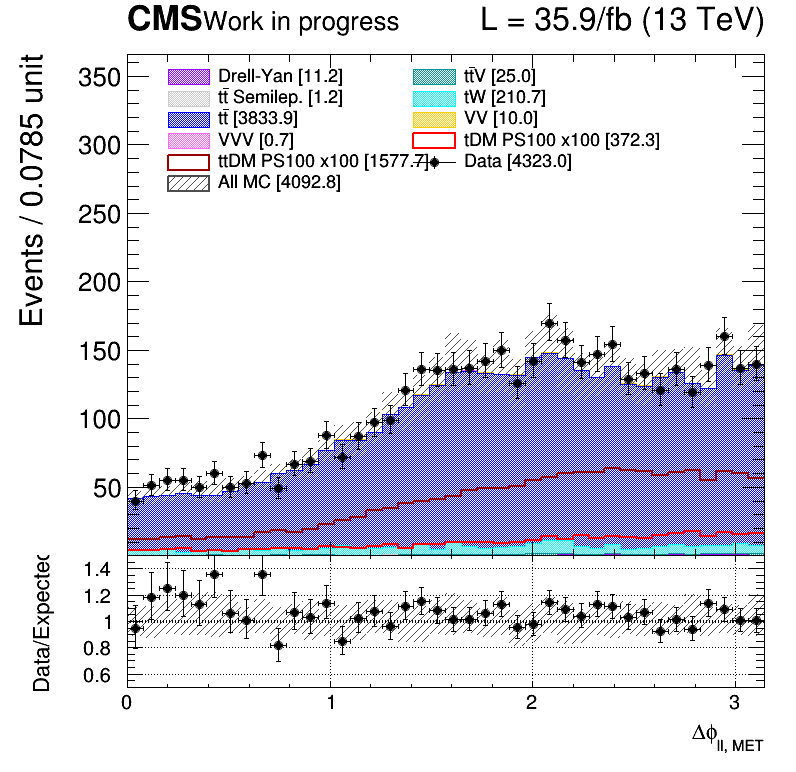 CMS Work in progress L = 35.9/fb (13 TeV)
Events / 0.0785 unit
350
300
250
200
150
100
50
Drell-Yan [11.2] tt̄V [25.0]
tt̄ Semilep. [1.2] tW [210.7]
tt̄ [3833.9] VV [10.0]
VVV [0.7] tDM PS100 x100 [372.3]
ttDM PS100 x100 [1577.7] Data [4323.0]
All MC [4092.8]
Data/Expected
1.4
1.2
1
0.8
0.6
0 1 2 3
Δϕll, MET